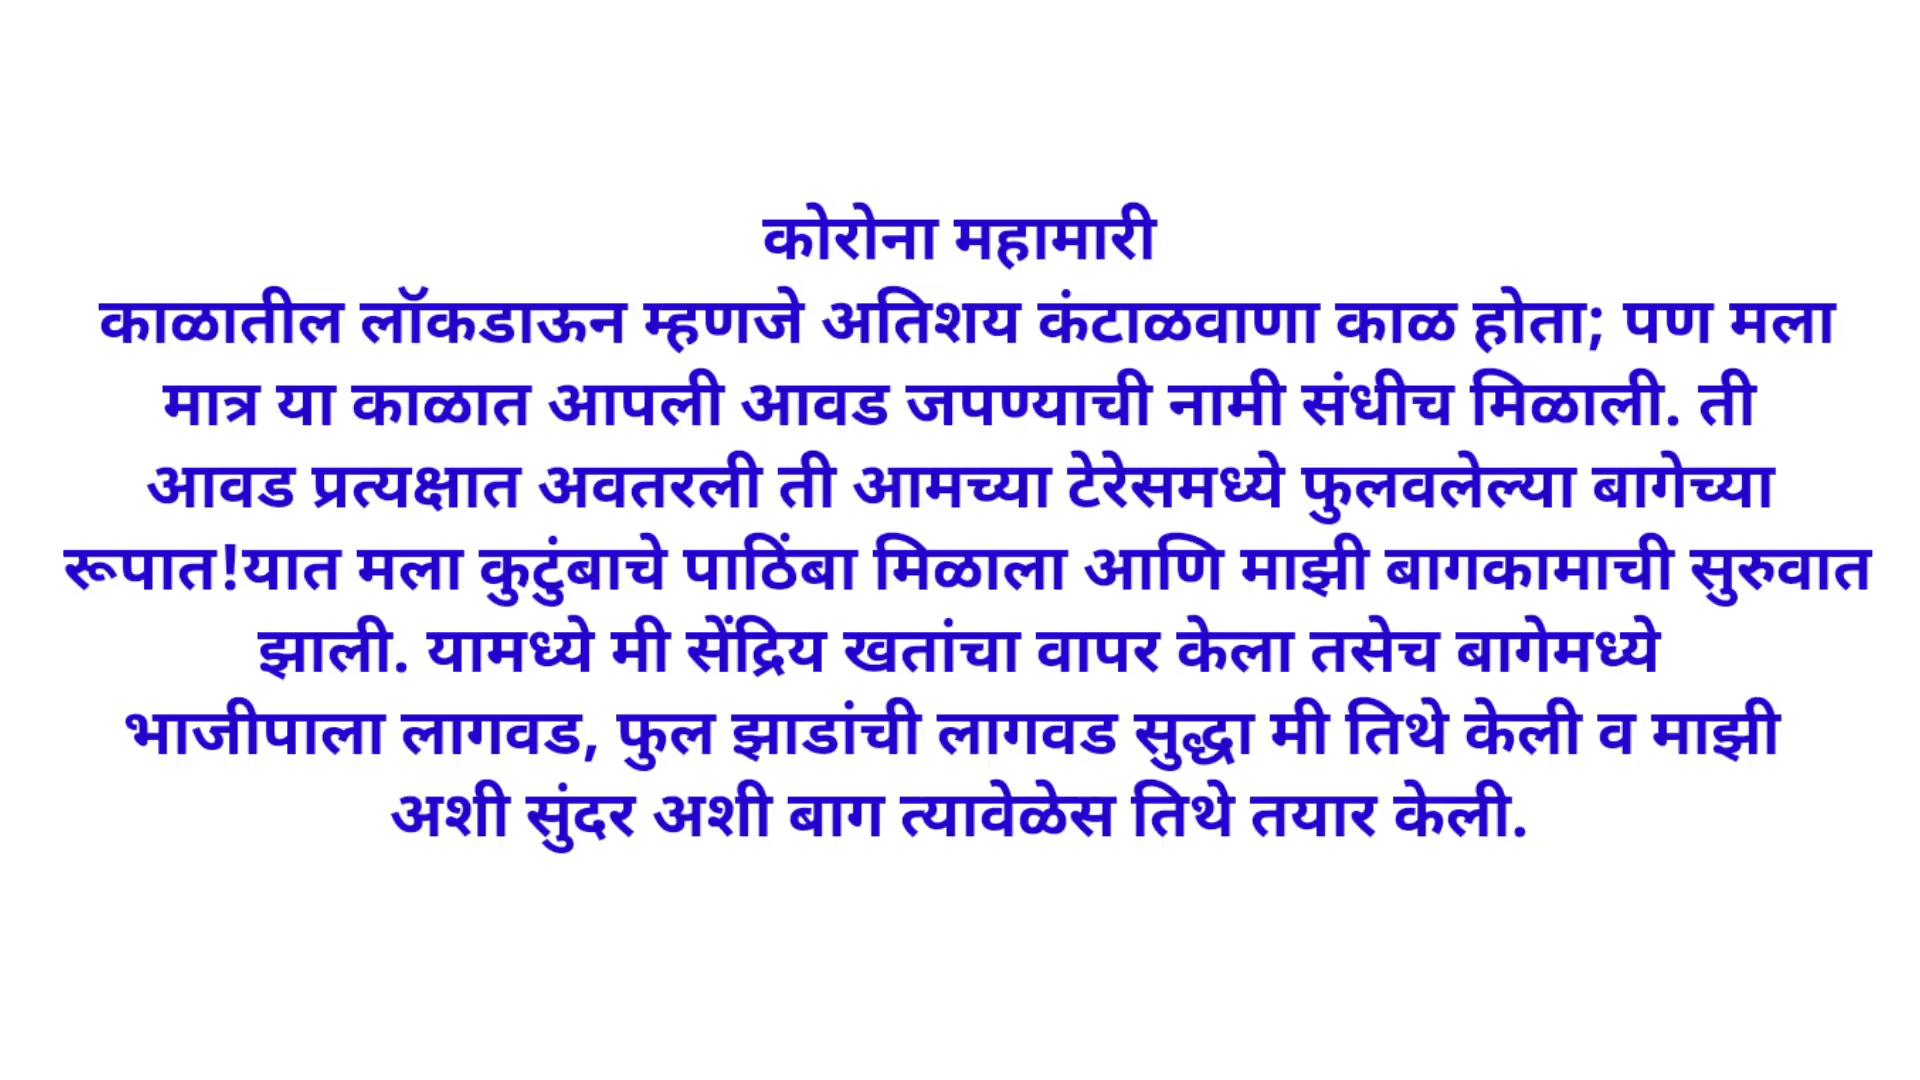 कोरोना महामारी
काळातील लॉकडाऊन म्हणजे अतिशय कंटाळवाणा काळ होता; पण मला
मात्र या काळात आपली आवड जपण्याची नामी संधीच मिळाली. ती
आवड प्रत्यक्षात अवतरली ती आमच्या टेरेसमध्ये फुलवलेल्या बागेच्या
रूपात!यात मला कुटुंबाचे पाठिंबा मिळाला आणि माझी बागकामाची सुरुवात
झाली. यामध्ये मी सेंद्रिय खतांचा वापर केला तसेच बागेमध्ये
भाजीपाला लागवड, फुल झाडांची लागवड सुद्धा मी तिथे केली व माझी
अशी सुंदर अशी बाग त्यावेळेस तिथे तयार केली.